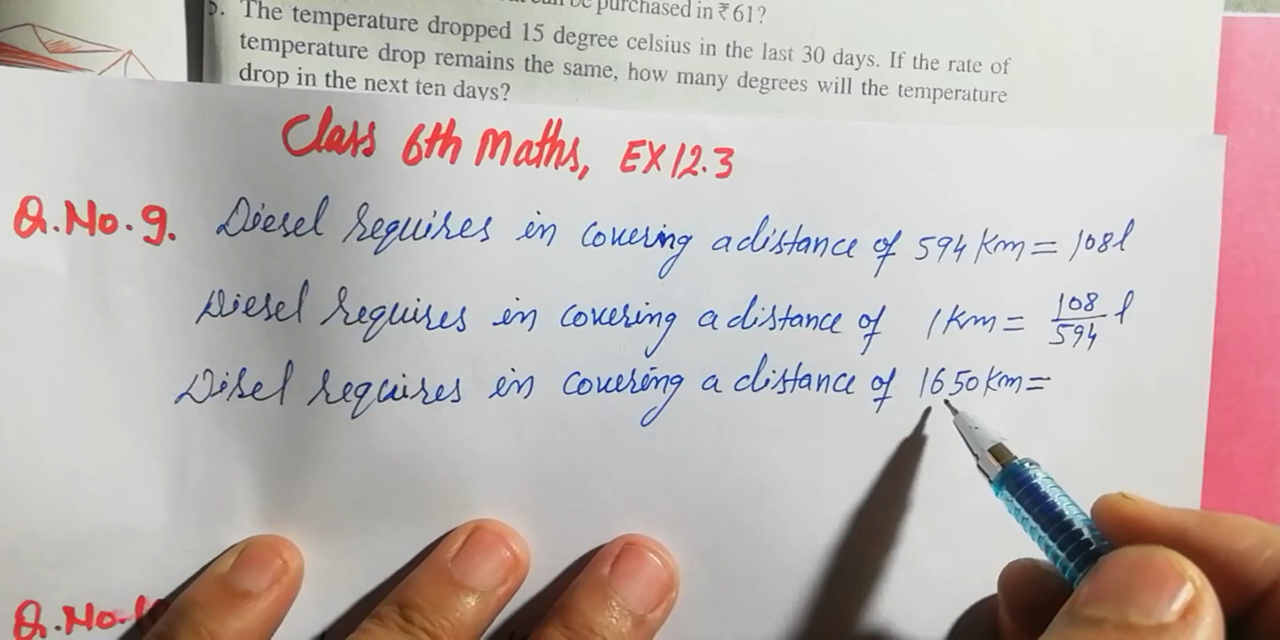 be purchased in ₹ 61?
5. The temperature dropped 15 degree celsius in the last 30 days. If the rate of
temperature drop remains the same, how many degrees will the temperature
drop in the next ten days?
Class 6th Maths, EX 12.3
Q.No.9. Diesel requires in covering a distance of 594 km = 108l
Diesel requires in covering a distance of 1 km = 108/594 l
Disel requires in covering a distance of 1650 km =
Q.No.